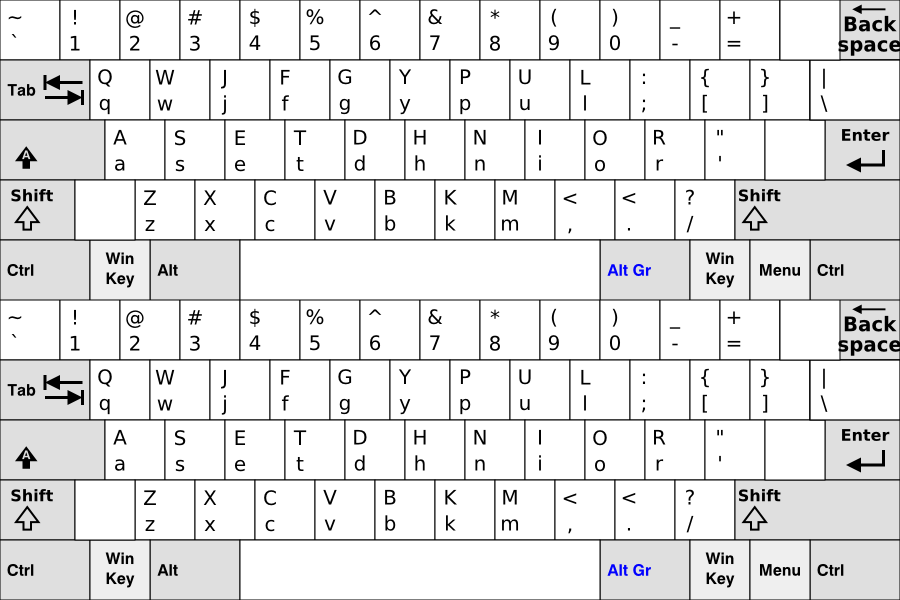 ~ ! @ # $ % ^ & * ( ) _ + Back
` 1 2 3 4 5 6 7 8 9 0 - = space
Tab Q W J F G Y P U L : { } |
q w j f g y p u l ; [ ] \
A A S E T D H N I O R " Enter
a s e t d h n i o r '
Shift Z X C V B K M < < ? Shift
z x c v b k m , . /
Ctrl Win Key Alt Alt Gr Win Key Menu Ctrl
~ ! @ # $ % ^ & * ( ) _ + Back
` 1 2 3 4 5 6 7 8 9 0 - = space
Tab Q W J F G Y P U L : { } |
q w j f g y p u l ; [ ] \
A A S E T D H N I O R " Enter
a s e t d h n i o r '
Shift Z X C V B K M < < ? Shift
z x c v b k m , . /
Ctrl Win Key Alt Alt Gr Win Key Menu Ctrl